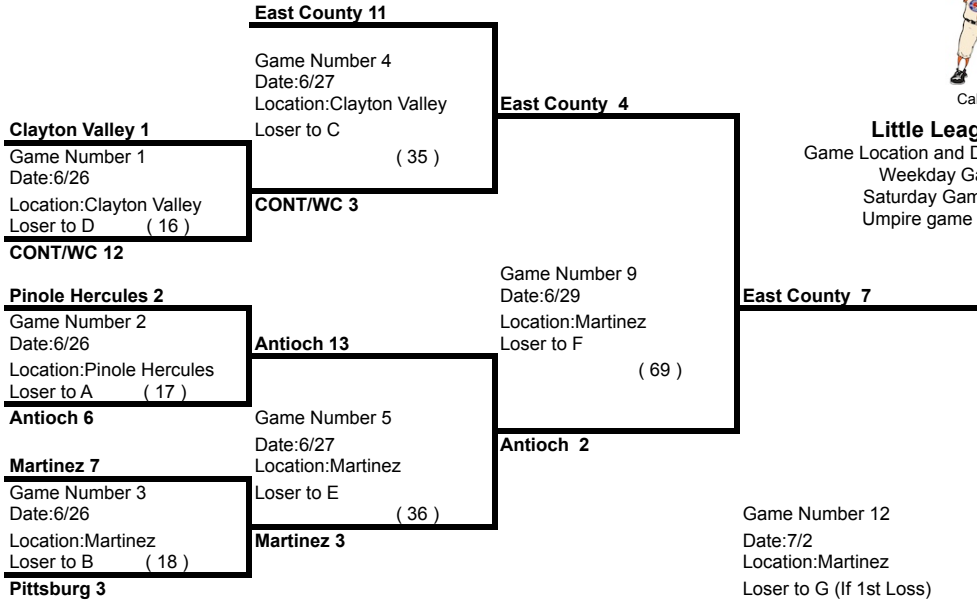 East County 11
Game Number 4
Date:6/27
Location:Clayton Valley
Loser to C
( 35 )
CONT/WC 3
Clayton Valley 1
Game Number 1
Date:6/26
Location:Clayton Valley
Loser to D ( 16 )
CONT/WC 12
Pinole Hercules 2
Game Number 2
Date:6/26
Location:Pinole Hercules
Loser to A ( 17 )
Antioch 6
Antioch 13
Game Number 5
Date:6/27
Location:Martinez
Loser to E
( 36 )
Martinez 3
Martinez 7
Game Number 3
Date:6/26
Location:Martinez
Loser to B ( 18 )
Pittsburg 3
East County 4
Game Number 9
Date:6/29
Location:Martinez
Loser to F
( 69 )
Antioch 2
East County 7
Game Number 12
Date:7/2
Location:Martinez
Loser to G (If 1st Loss)
Little
Game Location and
Weekday
Saturday
Umpire game